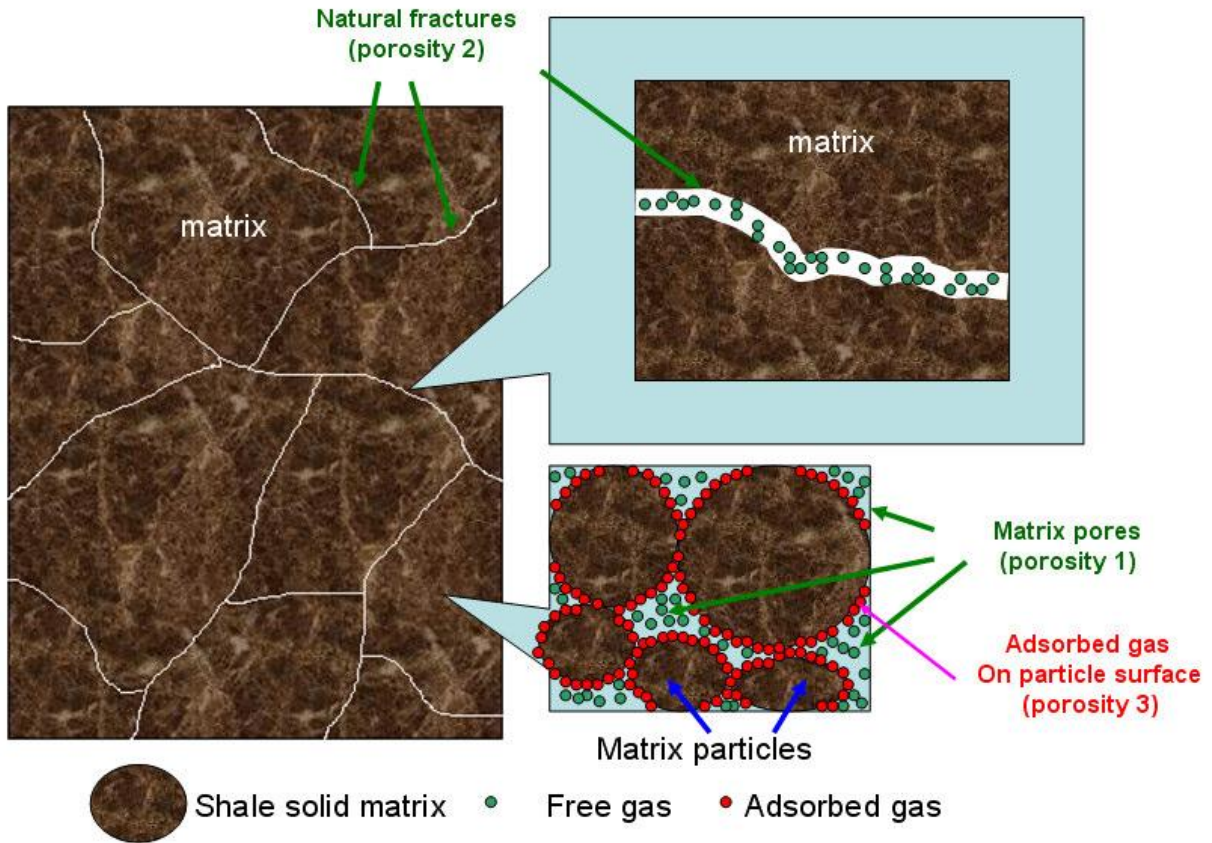 Natural fractures
(porosity 2)
matrix
matrix
Matrix pores
(porosity 1)
Adsorbed gas
On particle surface
(porosity 3)
Matrix particles
Shale solid matrix
Free gas
Adsorbed gas